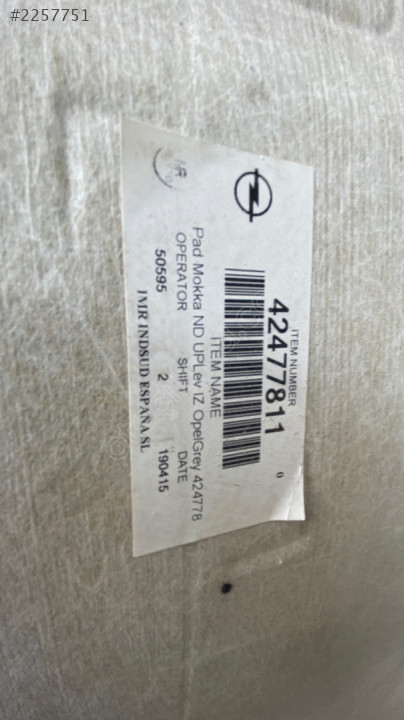 #2257751
ITEM NUMBER
42477811
0
ITEM NAME
Pad Mokka ND UPLev IZ OpelGrey 424778
OPERATOR SHIFT DATE
50595 2 190415
JMR INDSUD ESPAÑA SL